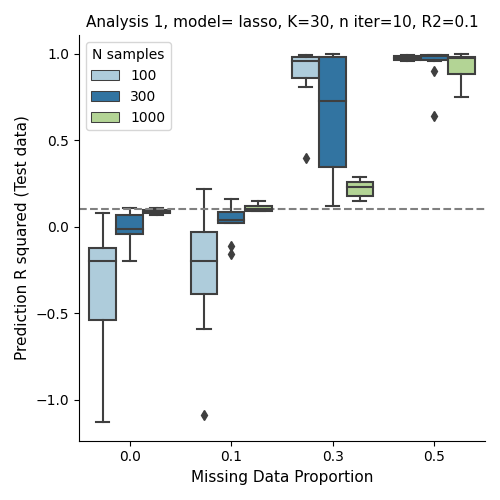 Analysis 1, model= lasso, K=30, n iter=10, R2=0.1
N samples
100
300
1000
Prediction R squared (Test data)
1.0
0.5
0.0
−0.5
−1.0
0.0 0.1 0.3 0.5
Missing Data Proportion